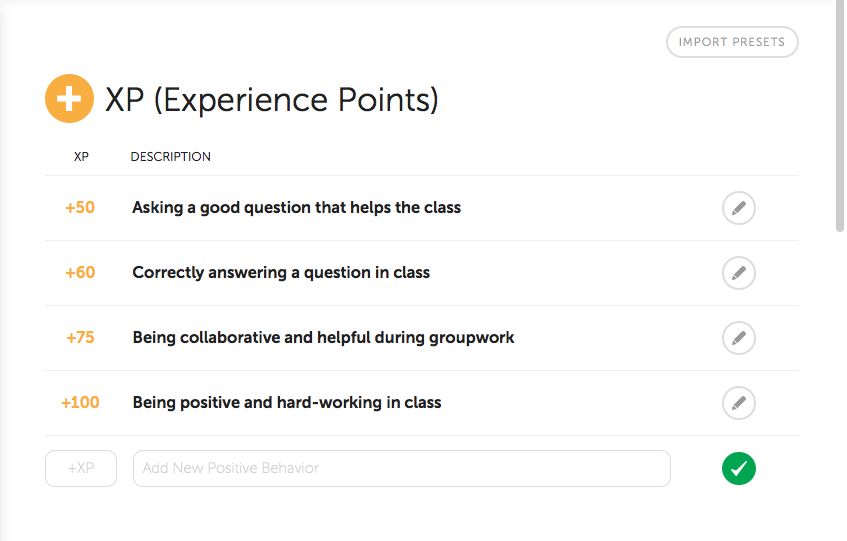 IMPORT PRESETS
XP (Experience Points)
XP DESCRIPTION
+50 Asking a good question that helps the class
+60 Correctly answering a question in class
+75 Being collaborative and helpful during groupwork
+100 Being positive and hard-working in class
+XP Add New Positive Behavior